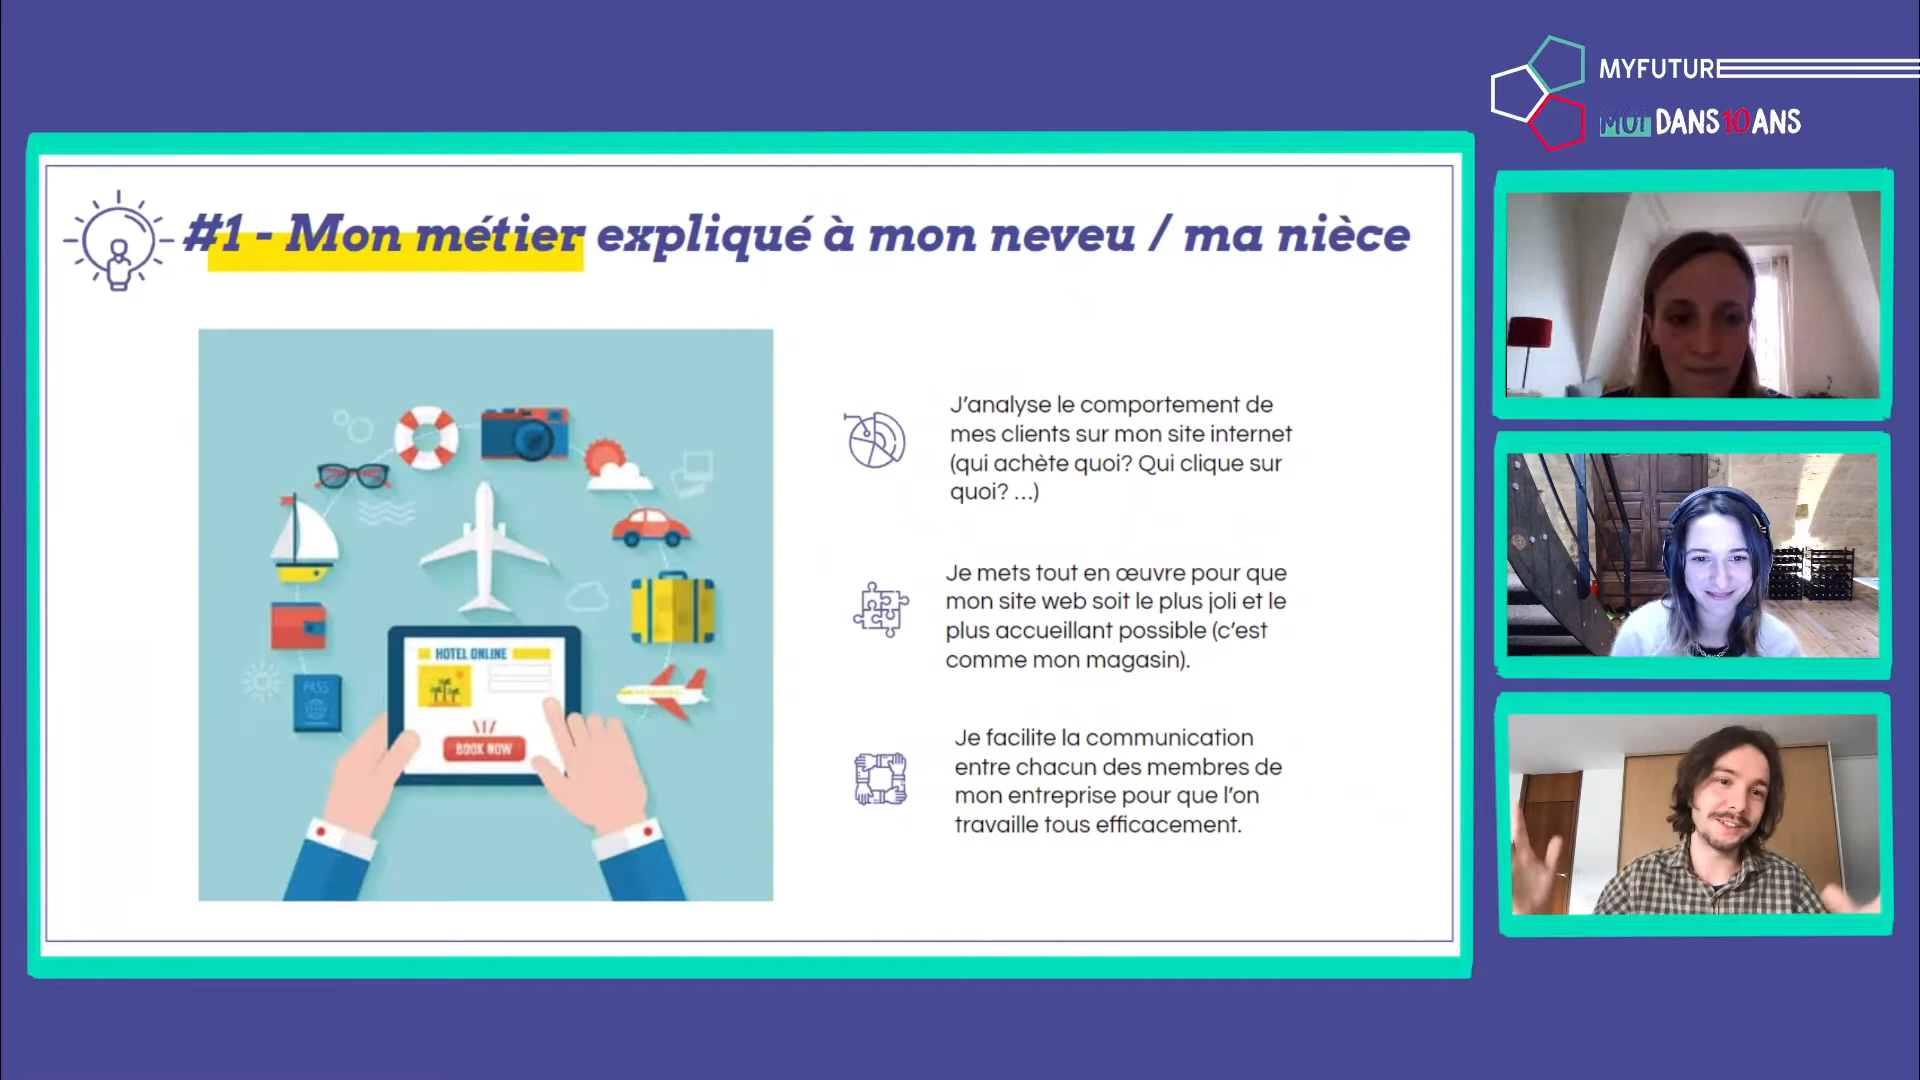 MYFUTURE
MOI DANS10ANS
#1 - Mon métier expliqué à mon neveu / ma nièce
J'analyse le comportement de
mes clients sur mon site internet
(qui achète quoi? Qui clique sur
quoi? ...)
Je mets tout en œuvre pour que
mon site web soit le plus joli et le
plus accueillant possible (c'est
comme mon magasin).
Je facilite la communication
entre chacun des membres de
mon entreprise pour que l'on
travaille tous efficacement.
PASS
HOTEL ONLINE
BOOK NOW